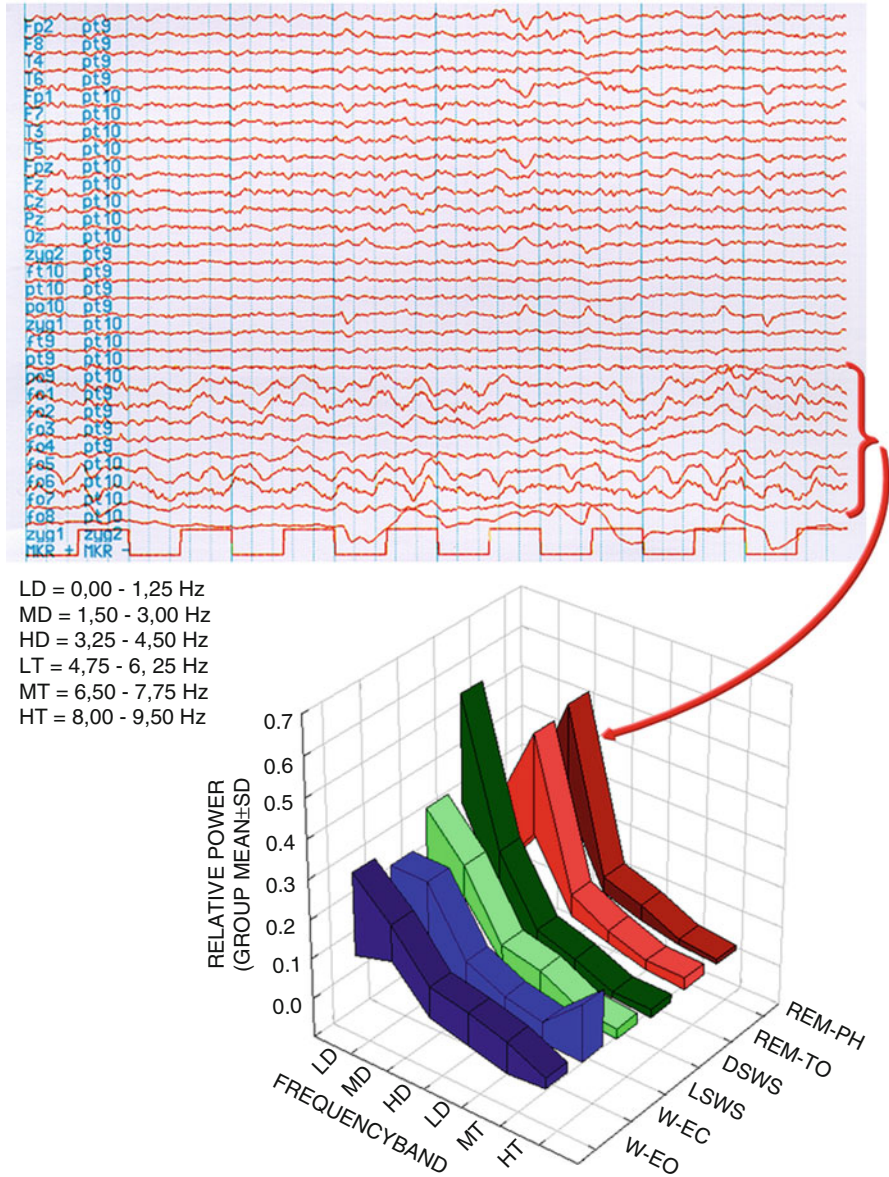 Fp2 pt9
F8 pt9
T4 pt9
T6 pt9
Fp1 pt10
F7 pt10
T3 pt10
T5 pt10
Fpz pt10
Fz pt10
Cz pt10
Pz pt10
Oz pt10
zyg2 pt9
ft10 pt9
pt10 pt9
po10 pt9
zyg1 pt10
ft9 pt10
pt9 pt10
po9 pt10
fo1 pt9
fo2 pt9
fo3 pt9
fo4 pt9
fo5 pt10
fo6 pt10
fo7 pt10
fo8 pt10
zyg1 zyg2
MKR + MKR -
LD = 0,00 - 1,25 Hz
MD = 1,50 - 3,00 Hz
HD = 3,25 - 4,50 Hz
LT = 4,75 - 6, 25 Hz
MT = 6,50 - 7,75 Hz
HT = 8,00 - 9,50 Hz
0.7
0.6
0.5
0.4
0.3
0.2
0.1
0.0
RELATIVE POWER
(GROUP MEAN±SD
LD
MD
HD
LD
MT
HT
FREQUENCYBAND
REM-PH
REM-TO
DSWS
LSWS
W-EC
W-EO